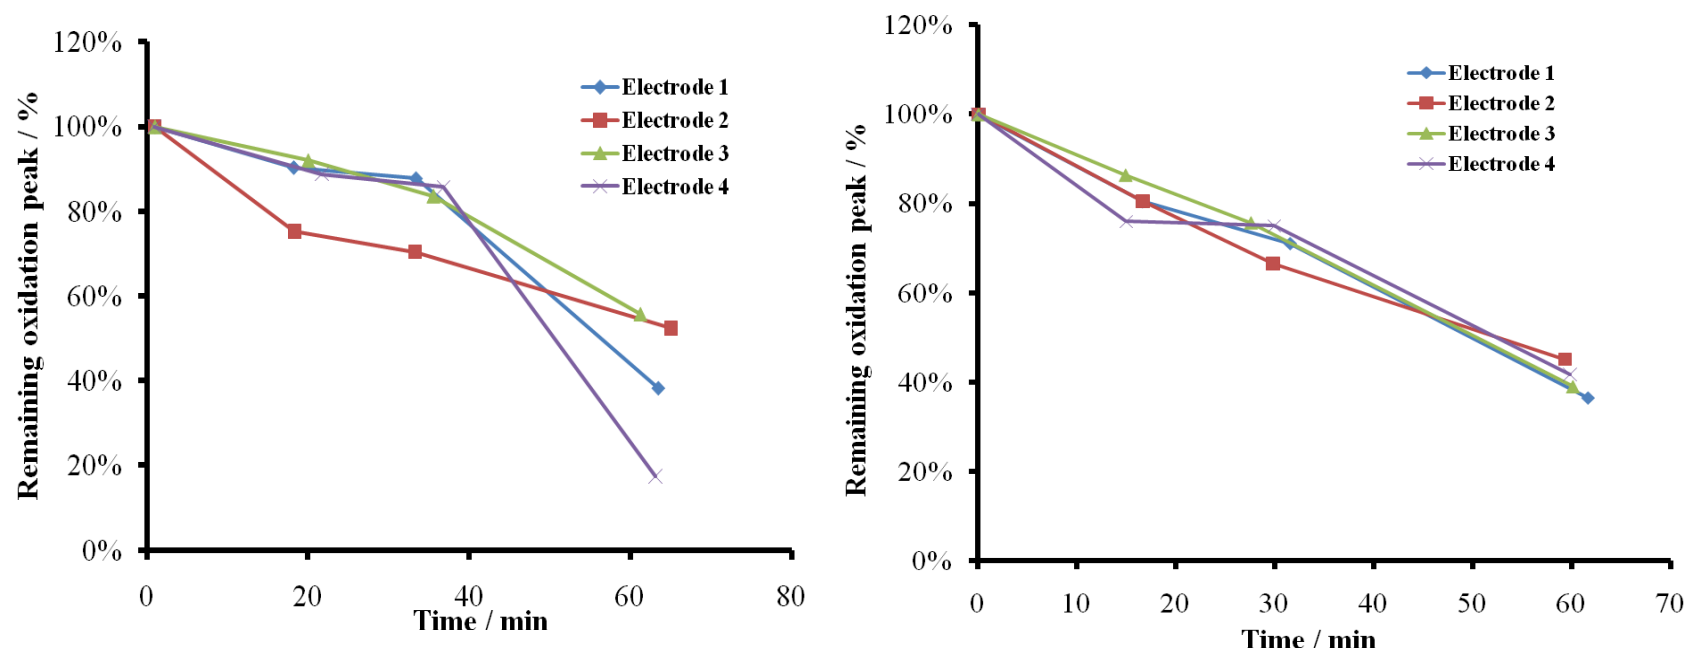 Remaining oxidation peak / %
120%
100%
80%
60%
40%
20%
0%
0 20 40 60 80
Time / min
Electrode 1
Electrode 2
Electrode 3
Electrode 4
Remaining oxidation peak / %
120%
100%
80%
60%
40%
20%
0%
0 10 20 30 40 50 60 70
Time / min
Electrode 1
Electrode 2
Electrode 3
Electrode 4